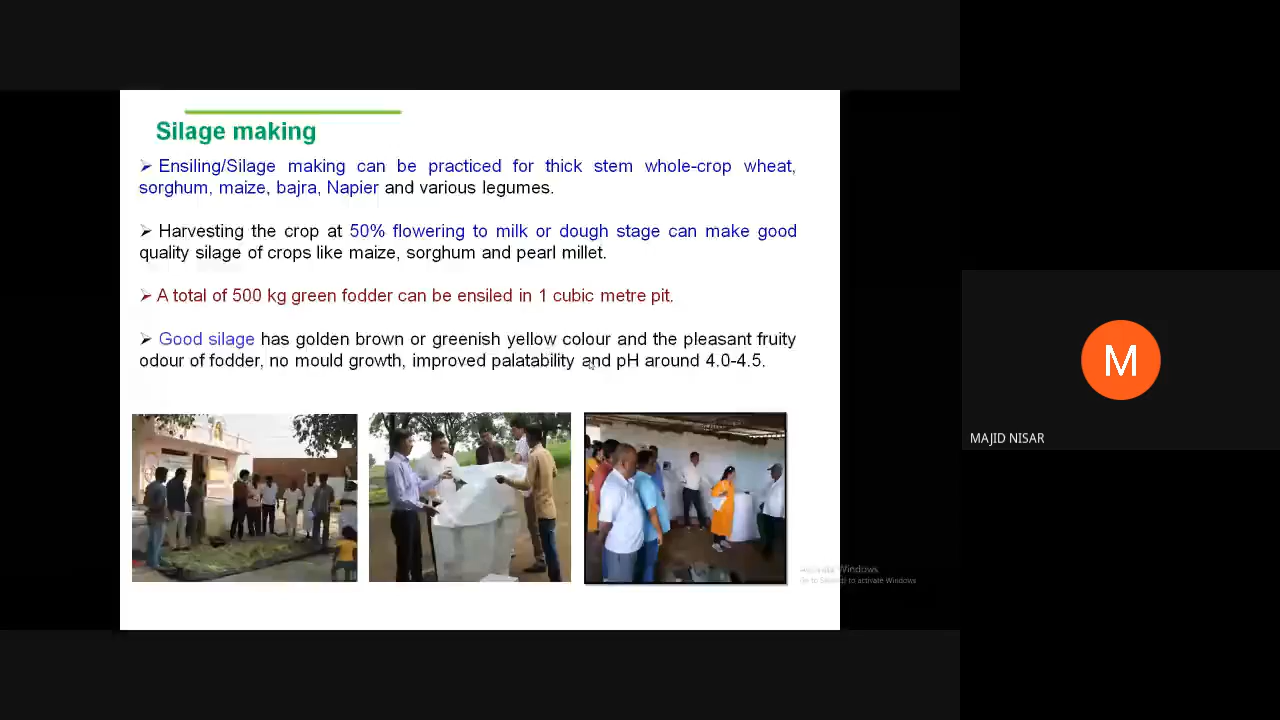 Silage making
➢ Ensiling/Silage making can be practiced for thick stem whole-crop wheat,
sorghum, maize, bajra, Napier and various legumes.
➢ Harvesting the crop at 50% flowering to milk or dough stage can make good
quality silage of crops like maize, sorghum and pearl millet.
➢ A total of 500 kg green fodder can be ensiled in 1 cubic metre pit.
➢ Good silage has golden brown or greenish yellow colour and the pleasant fruity
odour of fodder, no mould growth, improved palatability and pH around 4.0-4.5.
M
MAJID NISAR
Activate Windows
Go to Settings to activate Windows